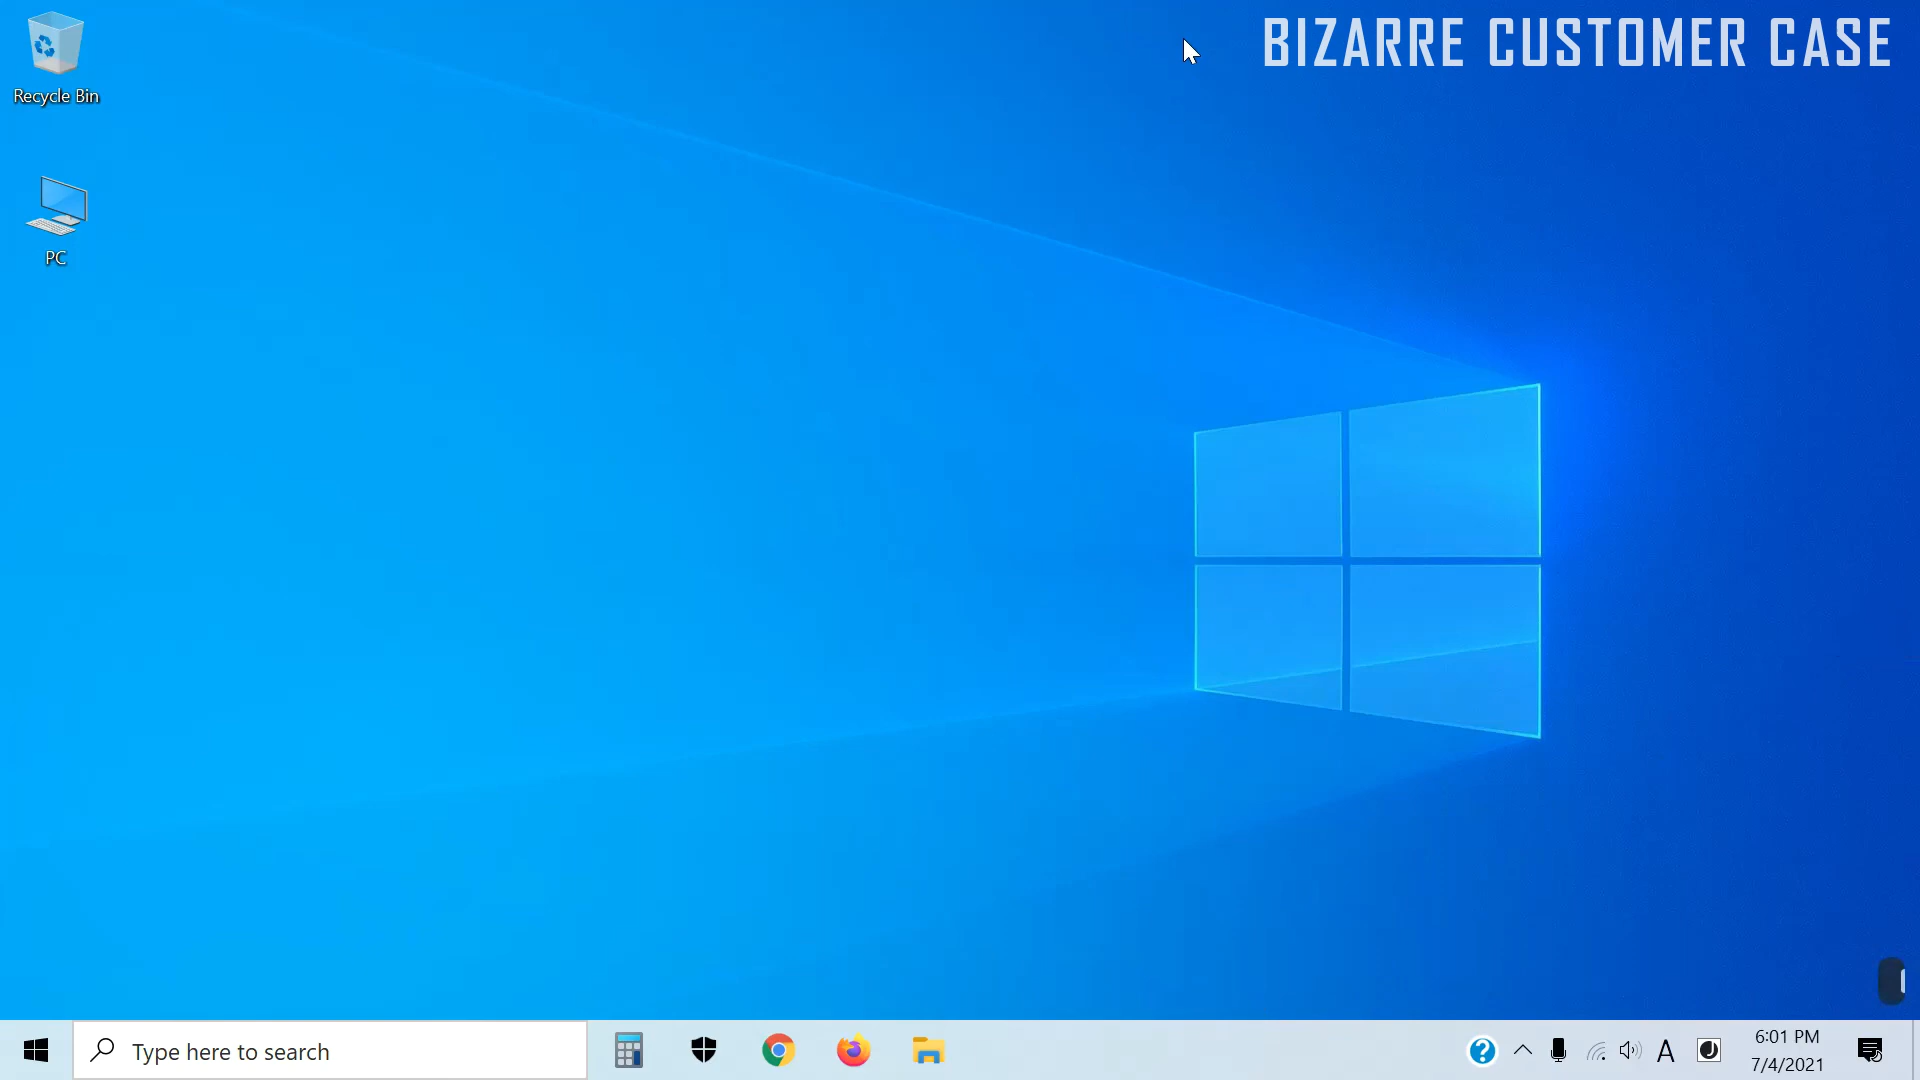 BIZARRE CUSTOMER CASE
Recycle Bin
PC
Type here to search
A
6:01 PM
7/4/2021